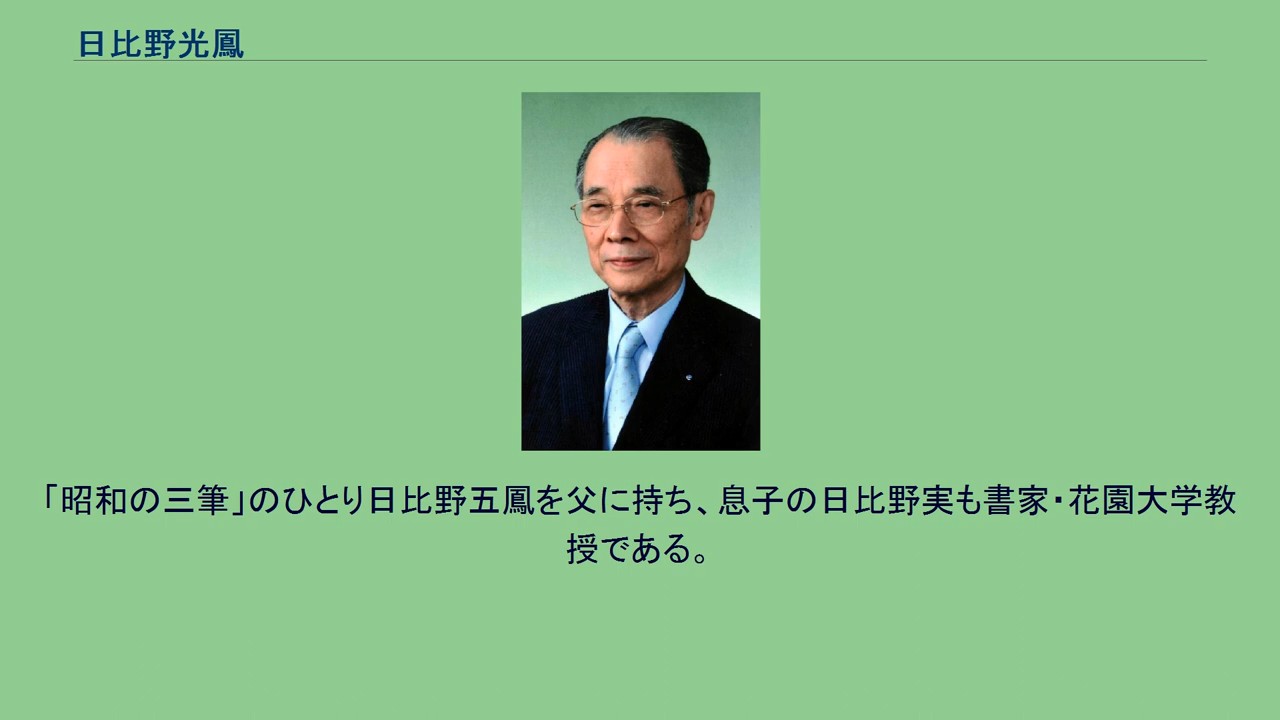 日比野光鳳
｢昭和の三筆｣のひとり日比野五鳳を父に持ち、息子の日比野実も書家・花園大学教
授である。